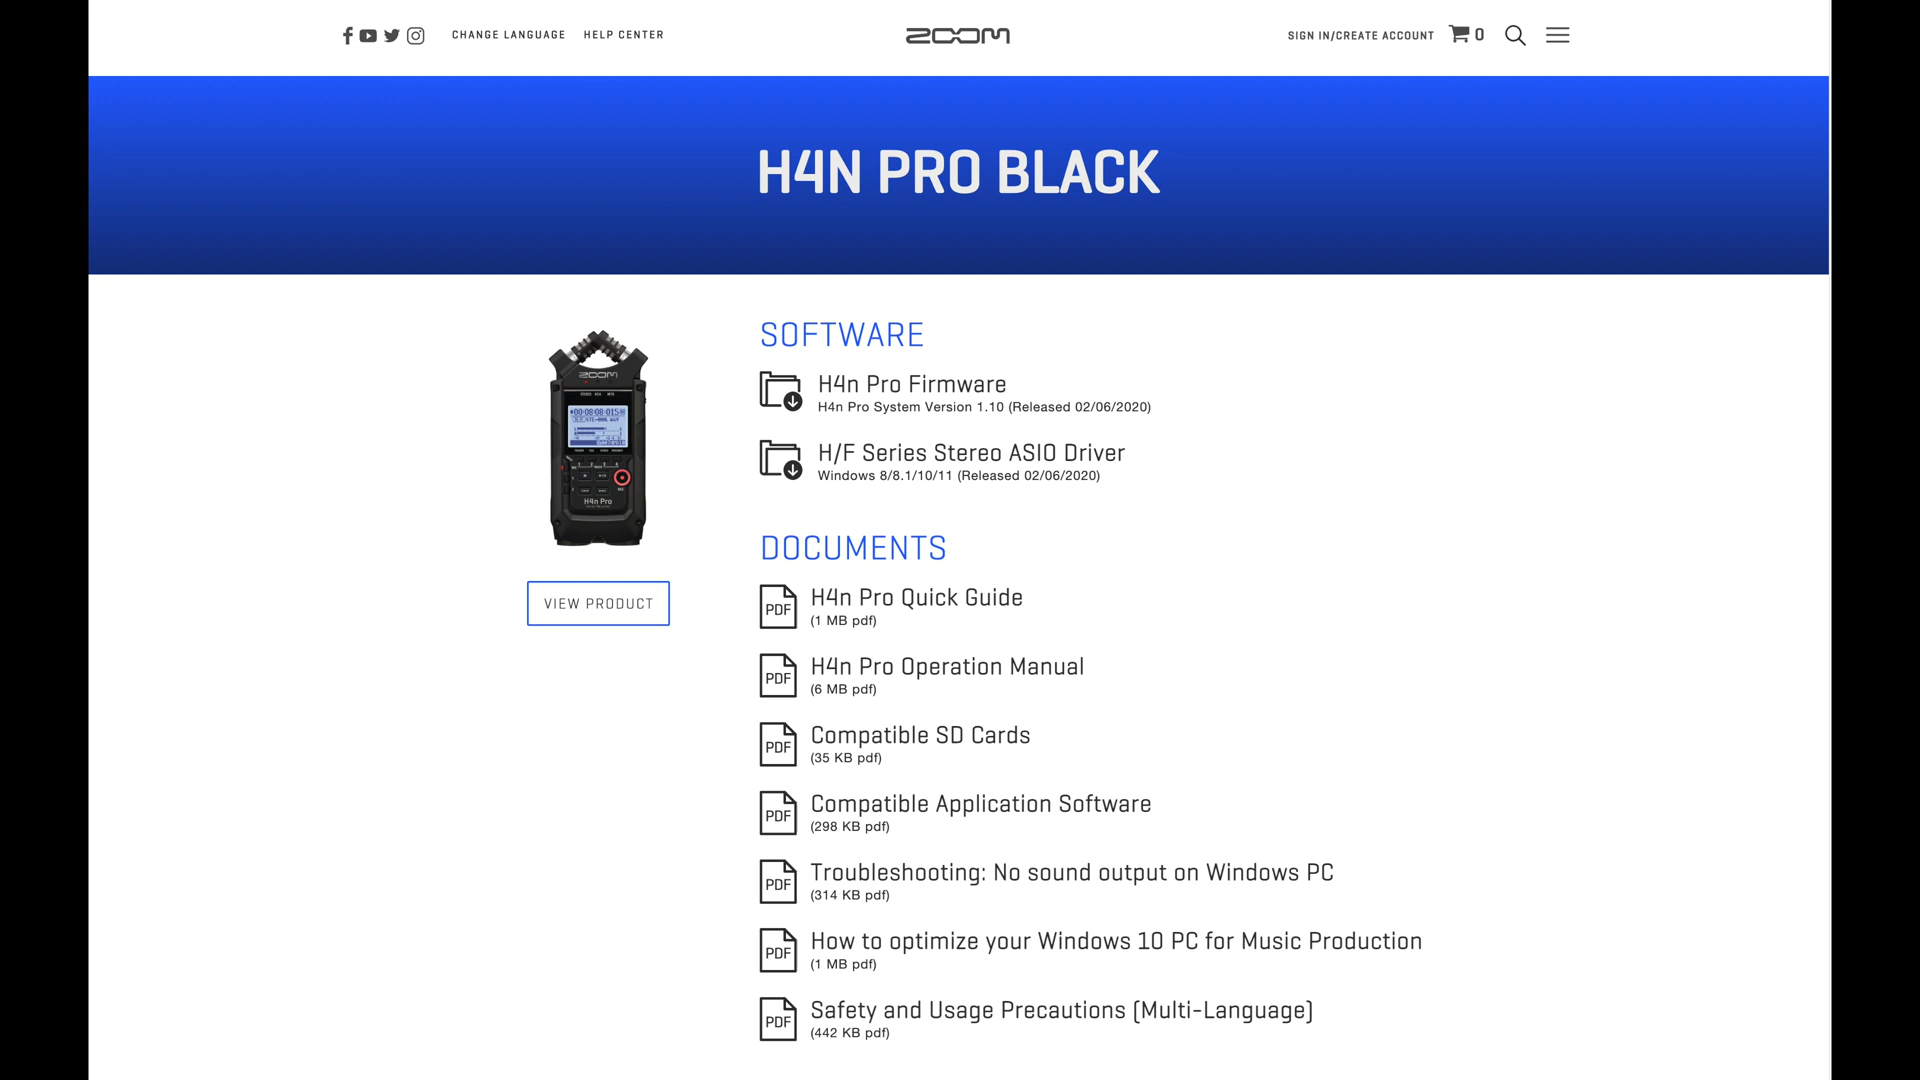 CHANGE LANGUAGE
HELP CENTER
ZOOM
SIGN IN/CREATE ACCOUNT
0
H4N PRO BLACK
ZOOM
H4n Pro
VIEW PRODUCT
SOFTWARE
H4n Pro Firmware
H4n Pro System Version 1.10 (Released 02/06/2020)
H/F Series Stereo ASIO Driver
Windows 8/8.1/10/11 (Released 02/06/2020)
DOCUMENTS
PDF
H4n Pro Quick Guide
(1 MB pdf)
PDF
H4n Pro Operation Manual
(6 MB pdf)
PDF
Compatible SD Cards
(35 KB pdf)
PDF
Compatible Application Software
(298 KB pdf)
PDF
Troubleshooting: No sound output on Windows PC
(314 KB pdf)
PDF
How to optimize your Windows 10 PC for Music Production
(1 MB pdf)
PDF
Safety and Usage Precautions (Multi-Language)
(442 KB pdf)